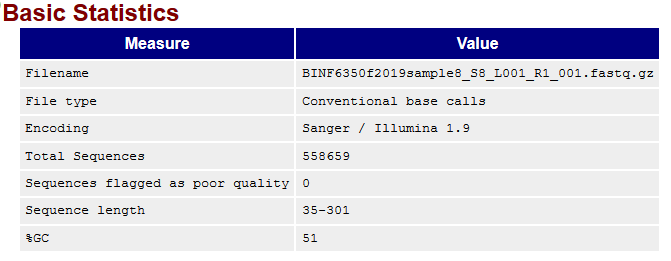 Basic Statistics
Measure Value
Filename BINF6350f2019sample8_S8_L001_R1_001.fastq.gz
File type Conventional base calls
Encoding Sanger / Illumina 1.9
Total Sequences 558659
Sequences flagged as poor quality 0
Sequence length 35-301
%GC 51